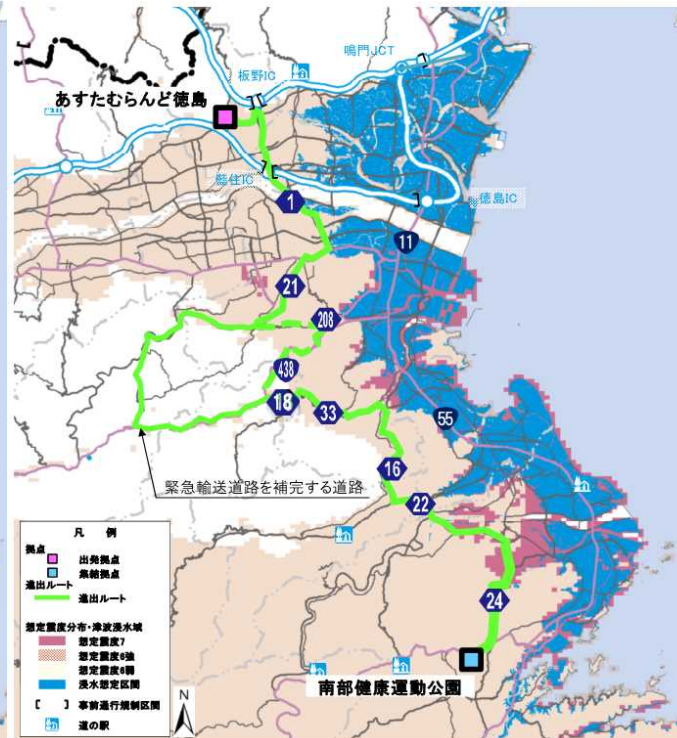 鳴門JCT
板野IC
あすたむらんど徳島
藍住IC
徳島IC
1
11
21
208
438
18
33
55
16
緊急輸送道路を補完する道路
22
24
南部健康運動公園
凡 例
拠点
出発拠点
集結拠点
進出ルート
進出ルート
想定震度分布・津波浸水域
想定震度7
想定震度6強
想定震度6弱
浸水想定区間
事前通行規制区間
道の駅
N